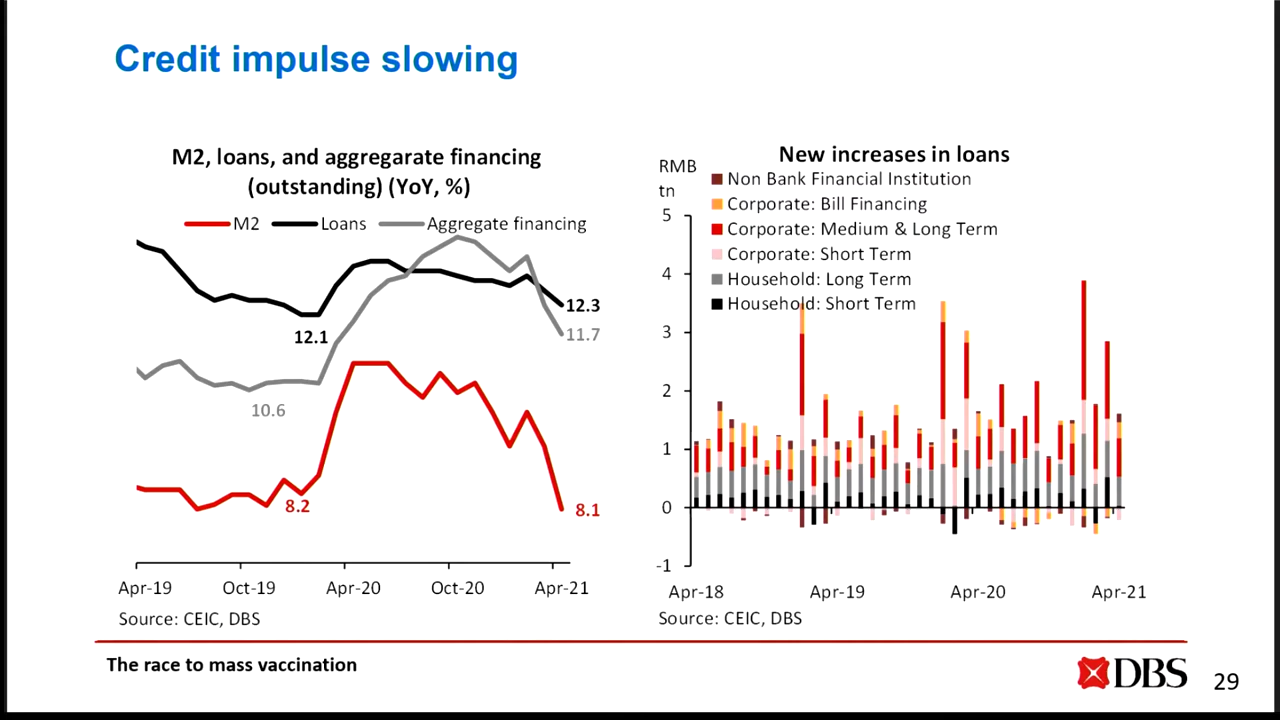 Credit impulse slowing
M2, loans, and aggregarate financing
(outstanding) (YoY, %)
M2 Loans Aggregate financing
12.3
11.7
12.1
10.6
8.2
8.1
Apr-19 Oct-19 Apr-20 Oct-20 Apr-21
Source: CEIC, DBS
New increases in loans
RMB
tn
Non Bank Financial Institution
Corporate: Bill Financing
Corporate: Medium & Long Term
Corporate: Short Term
Household: Long Term
Household: Short Term
5
4
3
2
1
0
-1
Apr-18 Apr-19 Apr-20 Apr-21
Source: CEIC, DBS
The race to mass vaccination
DBS
29